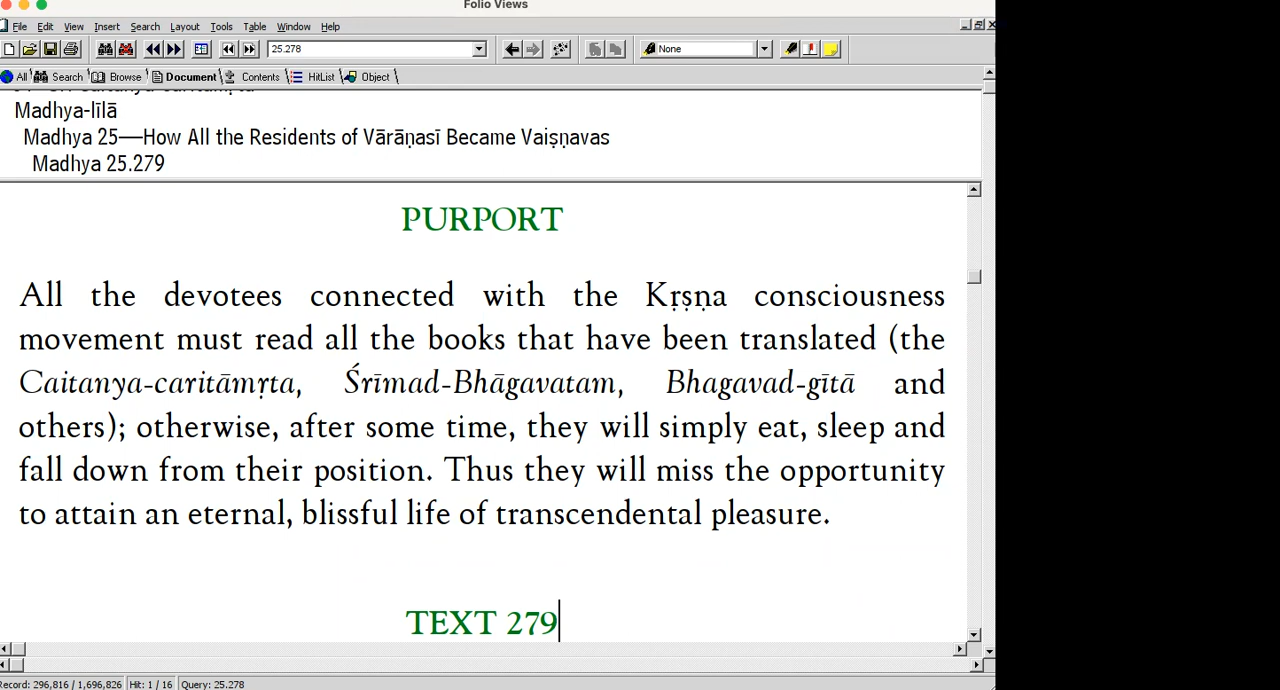 Folio Views
File Edit View Insert Search Layout Tools Table Window Help
25.278 None
All Search Browse Document Contents HitList Object
Madhya-līlā
Madhya 25—How All the Residents of Vārāṇasī Became Vaiṣṇavas
Madhya 25.279
PURPORT
All the devotees connected with the Kṛṣṇa consciousness
movement must read all the books that have been translated (the
Caitanya-caritāmṛta, Śrīmad-Bhāgavatam, Bhagavad-gītā and
others); otherwise, after some time, they will simply eat, sleep and
fall down from their position. Thus they will miss the opportunity
to attain an eternal, blissful life of transcendental pleasure.
TEXT 279
Record: 296,816 / 1,696,826 Hit: 1 / 16 Query: 25.278